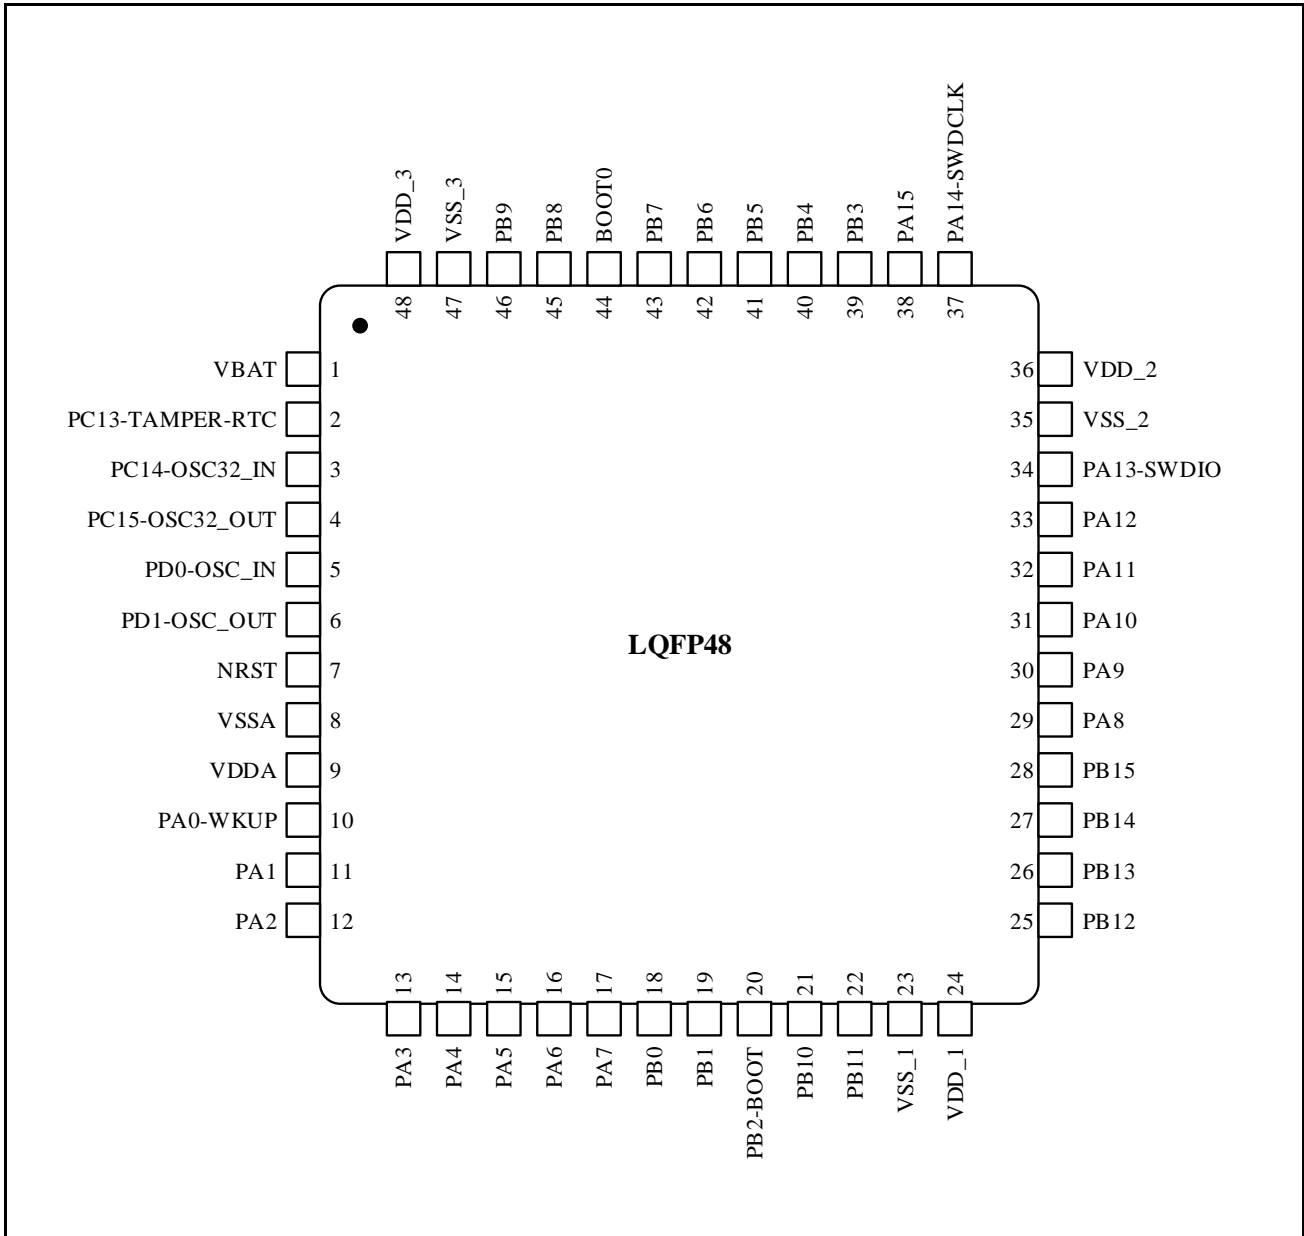 VDD_3
VSS_3
PB9
PB8
BOOT0
PB7
PB6
PB5
PB4
PB3
PA15
PA14-SWDCLK
48
47
46
45
44
43
42
41
40
39
38
37
VBAT 1
PC13-TAMPER-RTC 2
PC14-OSC32_IN 3
PC15-OSC32_OUT 4
PD0-OSC_IN 5
PD1-OSC_OUT 6
NRST 7
VSSA 8
VDDA 9
PA0-WKUP 10
PA1 11
PA2 12
LQFP48
36 VDD_2
35 VSS_2
34 PA13-SWDIO
33 PA12
32 PA11
31 PA10
30 PA9
29 PA8
28 PB15
27 PB14
26 PB13
25 PB12
13
14
15
16
17
18
19
20
21
22
23
24
PA3
PA4
PA5
PA6
PA7
PB0
PB1
PB2-BOOT
PB10
PB11
VSS_1
VDD_1